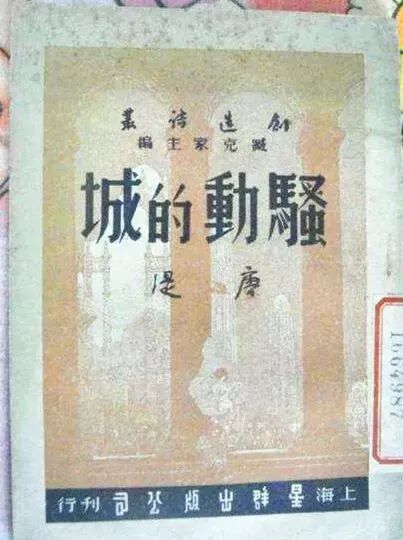 創造詩叢
臧克家主編
騷動的城
唐湜
1664987
上海星群出版公司刊行